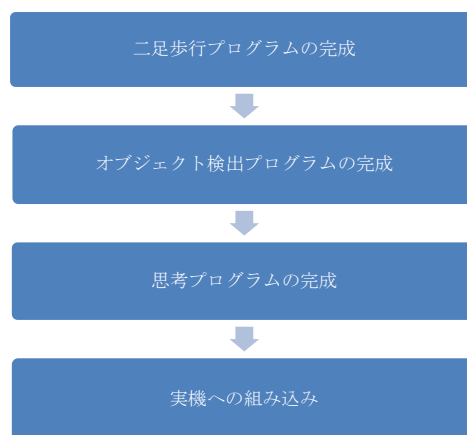 二足歩行プログラムの完成
オブジェクト検出プログラムの完成
思考プログラムの完成
実機への組み込み